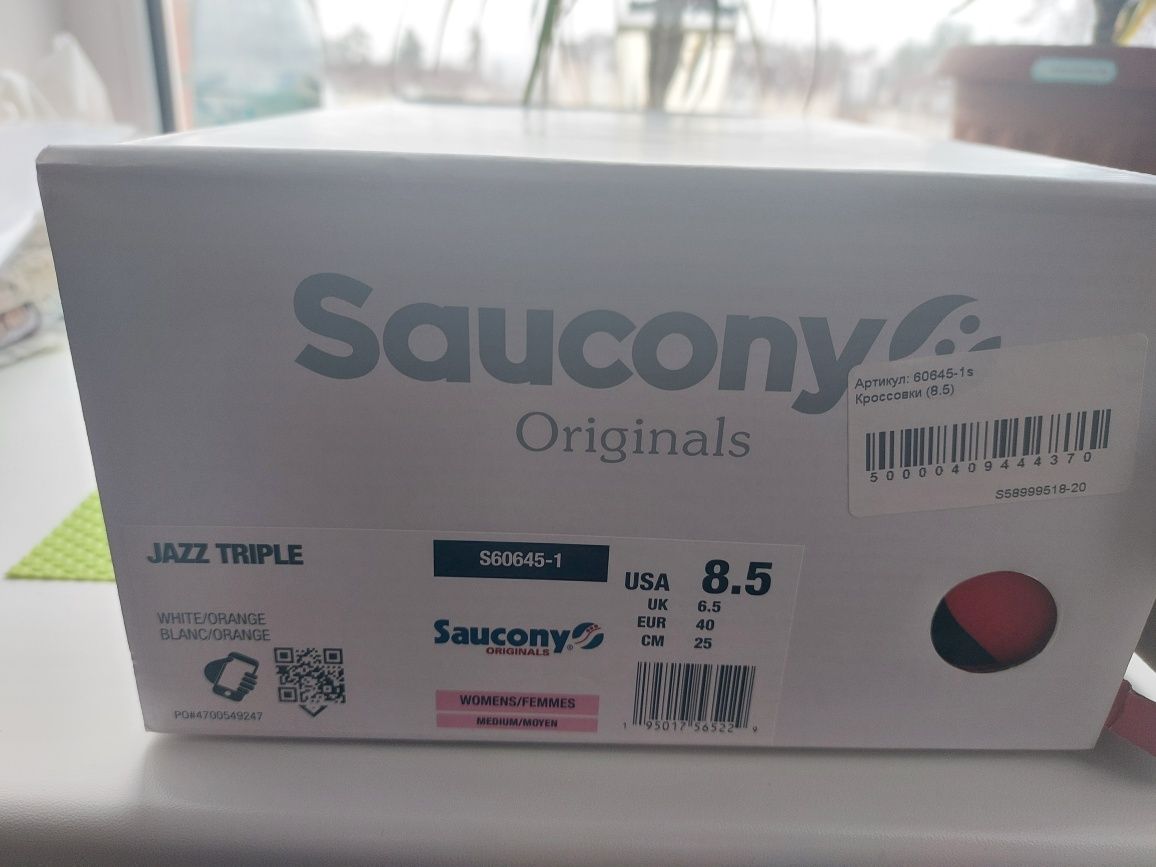 Saucony
Originals
Артикул: 60645-1s
Кроссовки (8.5)
5000040944370
S58999518-20
JAZZ TRIPLE
S60645-1
USA 8.5
UK 6.5
EUR 40
CM 25
WHITE/ORANGE
BLANC/ORANGE
Saucony®
ORIGINALS
WOMENS/FEMMES
MEDIUM/MOYEN
PO#4700549247
1 95017 56522 9